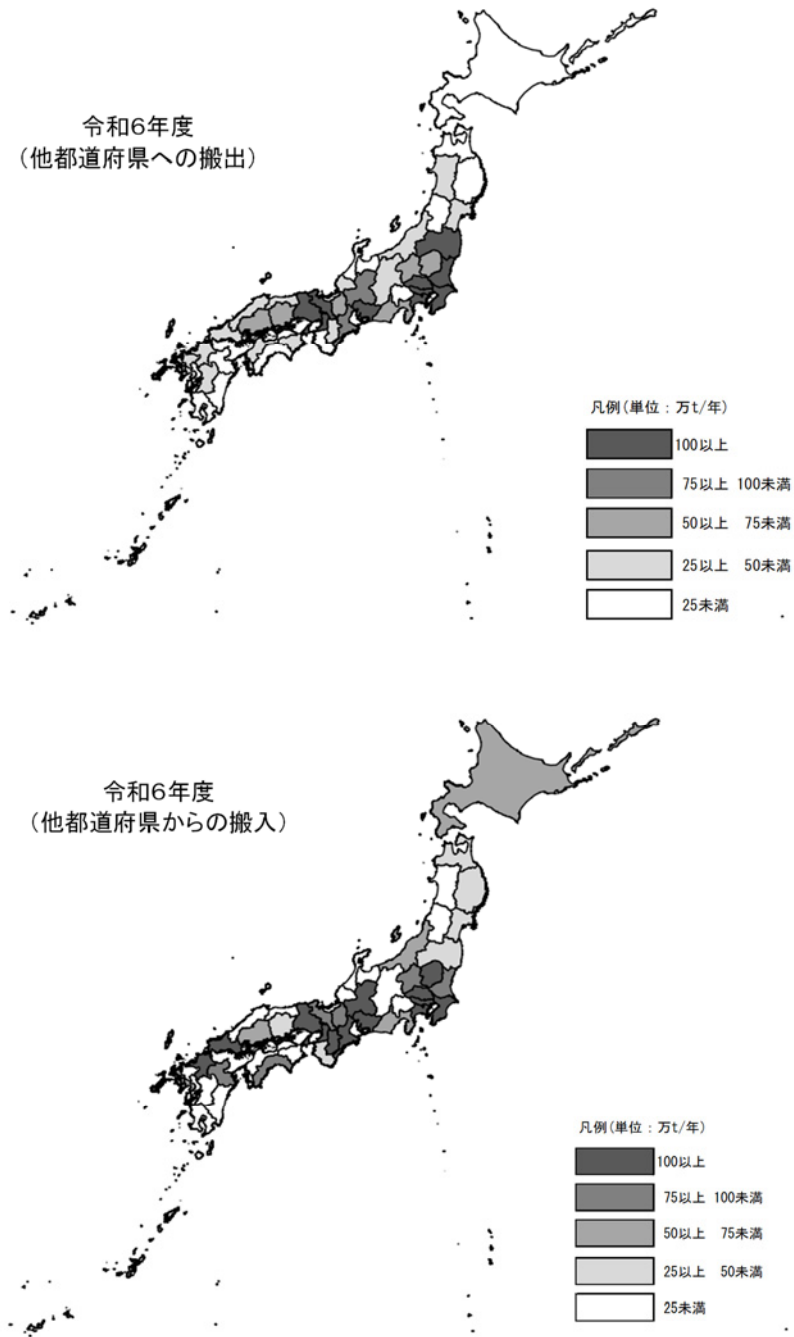 令和6年度
（他都道府県への搬出）
凡例(単位：万t/年)
100以上
75以上 100未満
50以上 75未満
25以上 50未満
25未満
令和6年度
（他都道府県からの搬入）
凡例(単位：万t/年)
100以上
75以上 100未満
50以上 75未満
25以上 50未満
25未満